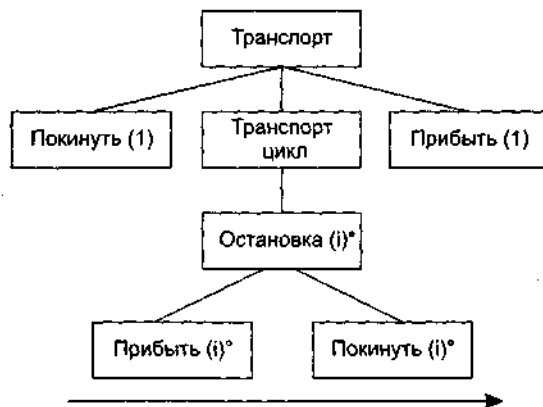 Транспорт
Покинуть (1)
Транспорт
цикл
Прибыть (1)
Остановка (i)*
Прибыть (i)°
Покинуть (i)°